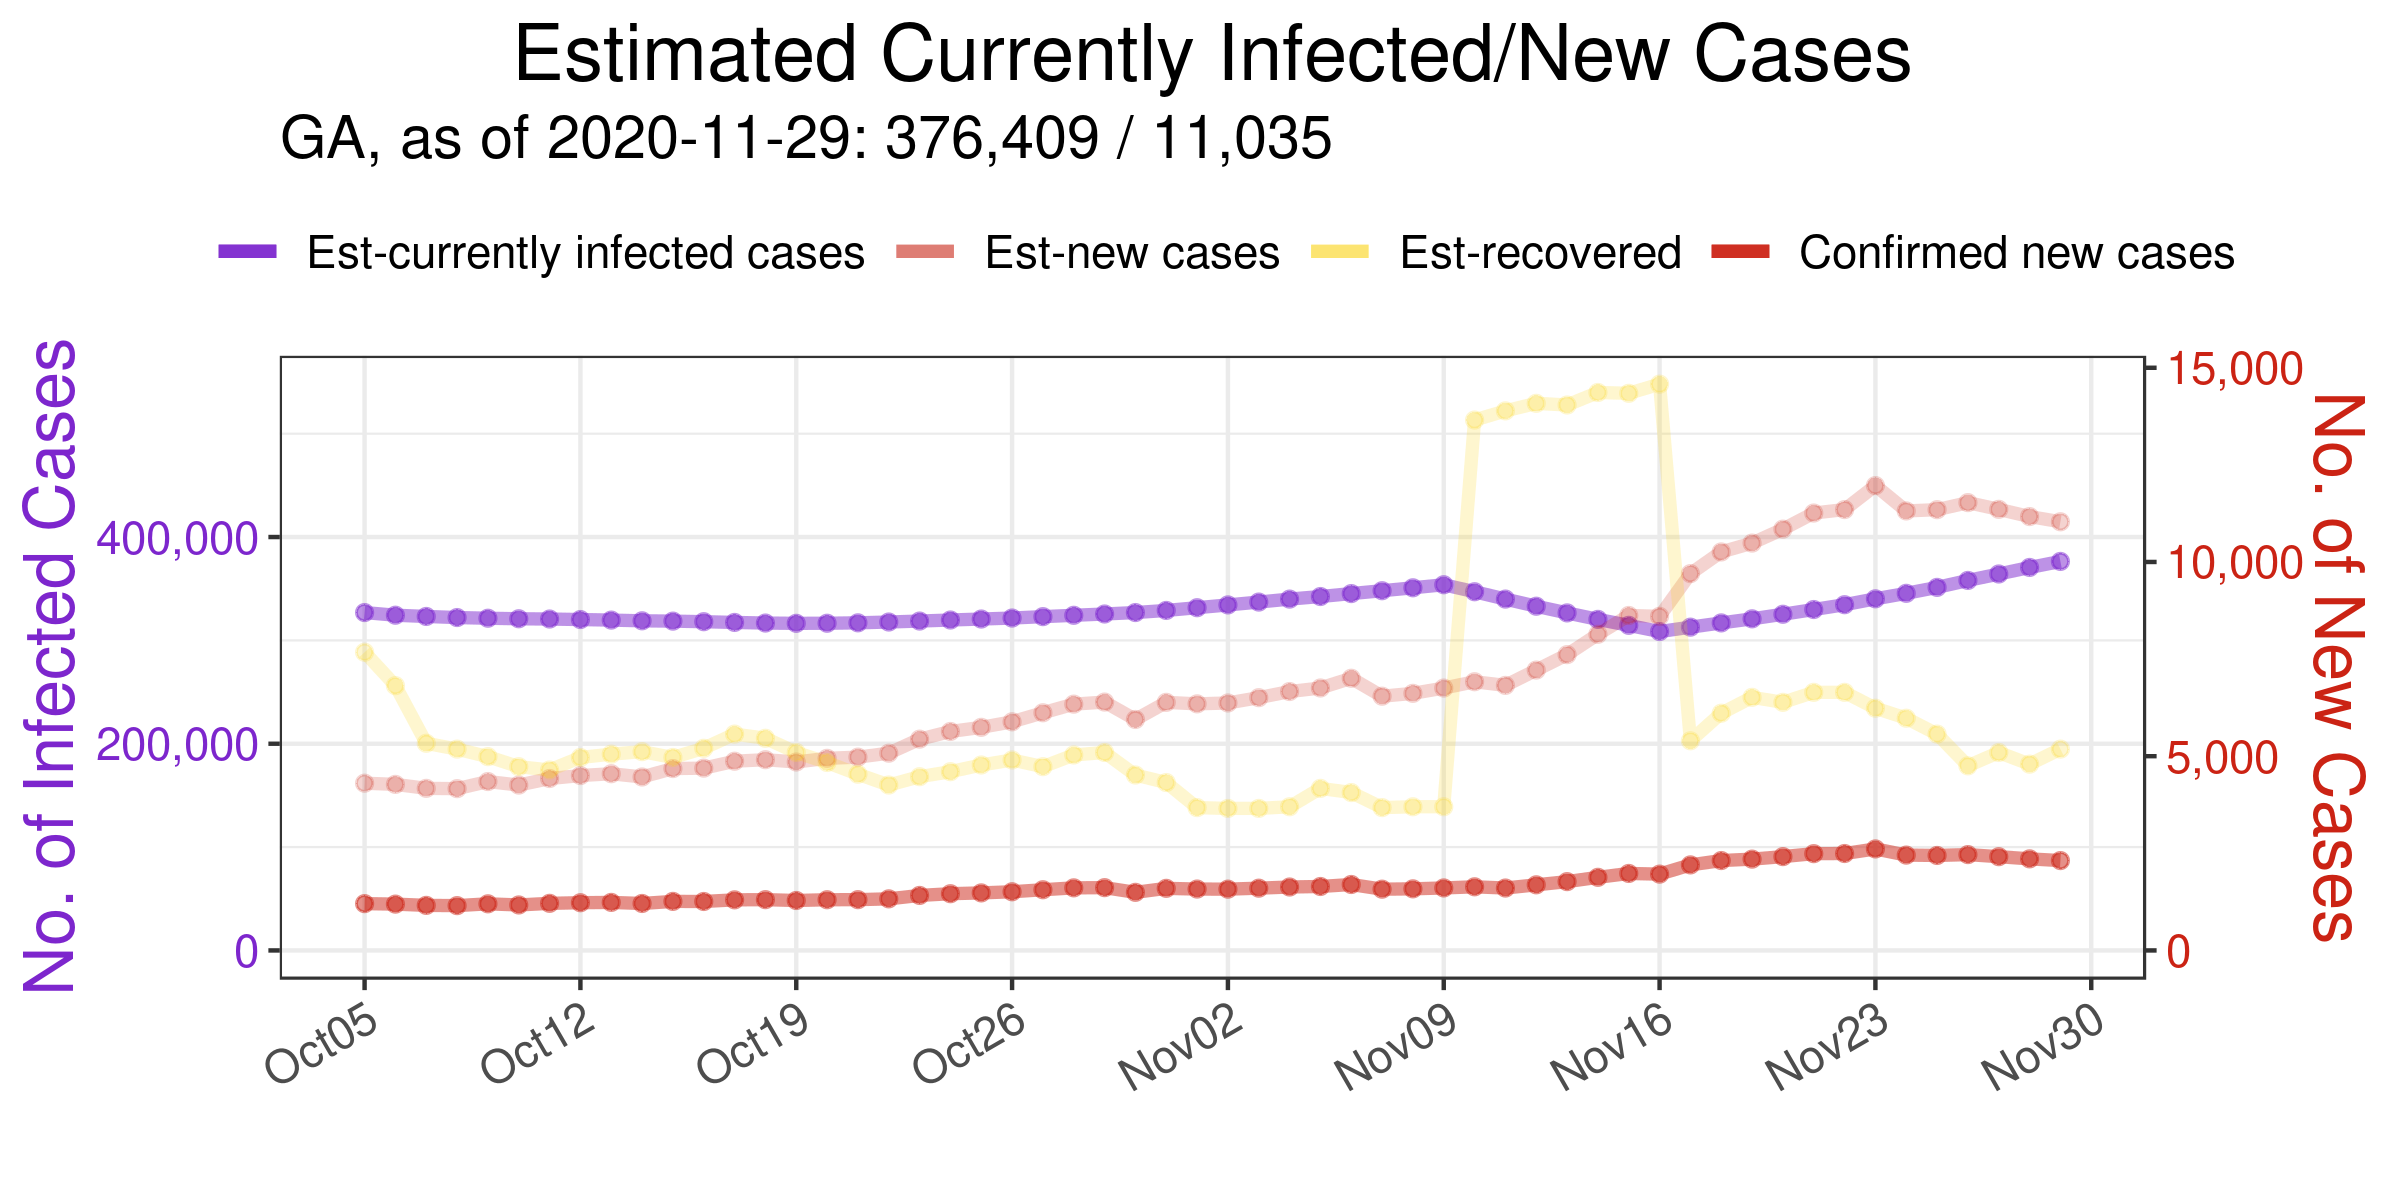 Estimated Currently Infected/New Cases
GA, as of 2020-11-29: 376,409 / 11,035
Est-currently infected cases
Est-new cases
Est-recovered
Confirmed new cases
No. of Infected Cases
400,000
200,000
0
15,000
10,000
5,000
0
No. of New Cases
Oct05
Oct12
Oct19
Oct26
Nov02
Nov09
Nov16
Nov23
Nov30